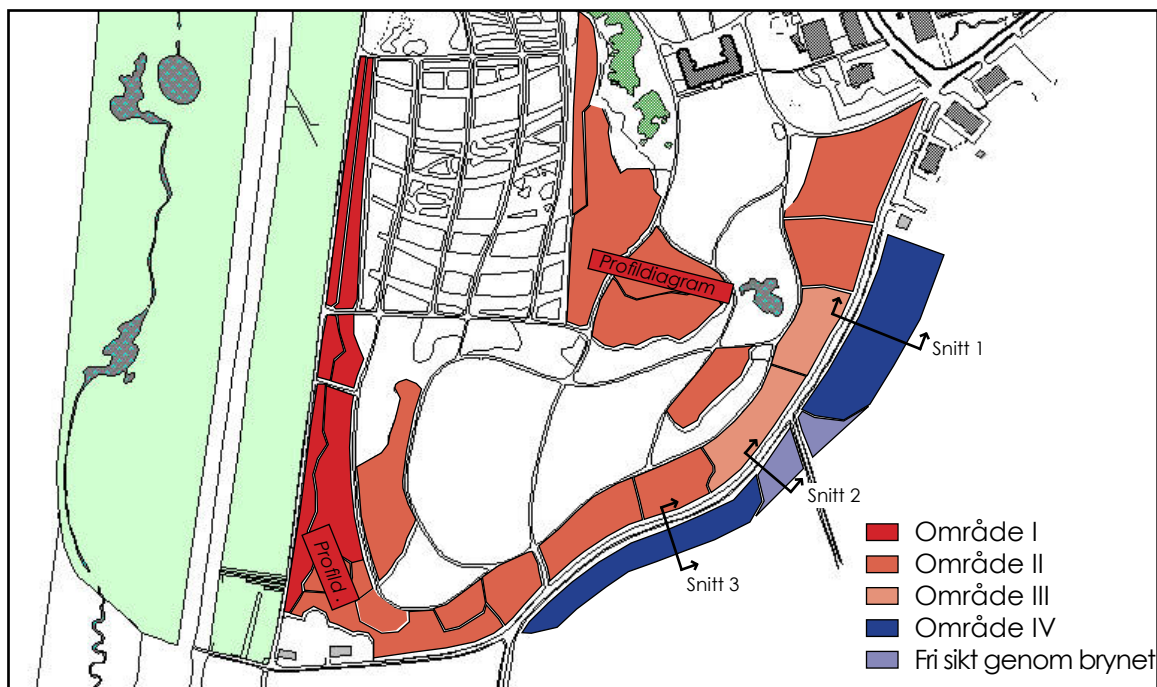 Profildiagram
Snitt 1
Snitt 2
Profild .
Snitt 3
Område I
Område II
Område III
Område IV
Fri sikt genom brynet